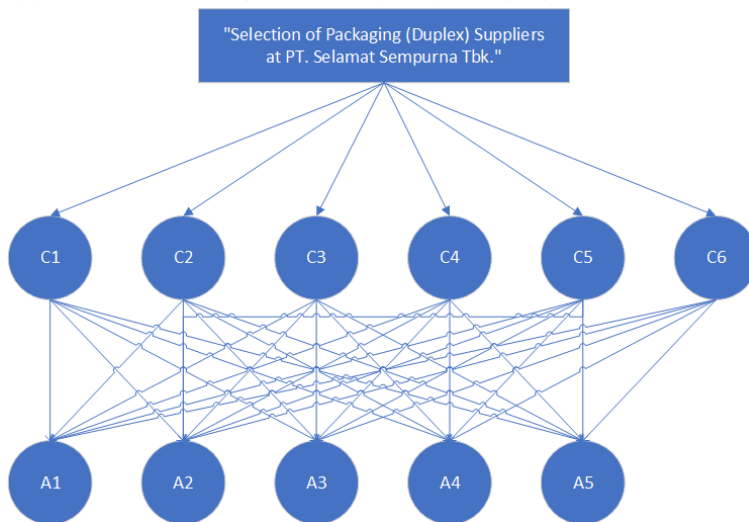 "Selection of Packaging (Duplex) Suppliers
at PT. Selamat Sempurna Tbk."
C1 C2 C3 C4 C5 C6
A1 A2 A3 A4 A5